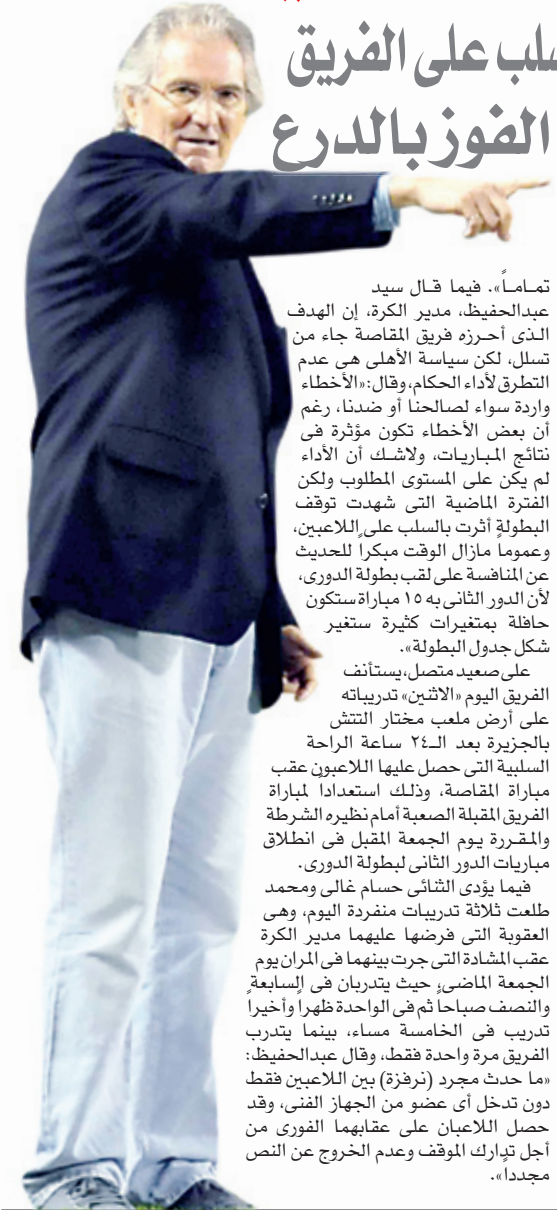 على الفريق
الفوز بالدرع
تمـامـاً». فيما قـال سيد
عبدالحفيظ، مدير الكرة، إن الهدف
الـذى أحـرزه فريق المقاصة جاء من
تسلل، لكن سياسة الأهلى هى عدم
التطرق لأداء الحكام، وقال: «الأخطاء
واردة سواء لصالحنا أو ضدنا، رغم
أن بعض الأخطاء تكون مؤثرة فى
نتائج المـباريات، ولاشـك أن الأداء
لم يكن على المستوى المطلوب ولكن
الفترة الماضية التى شهدت توقف
البطولة أثرت بالسلب على اللاعبين،
وعموماً مازال الوقت مبكراً للحديث
عن المنافسة على لقب بطولة الدورى،
لأن الدور الثانى به ١٥ مباراة ستكون
حافلة بمتغيرات كثيرة ستغير
شكل جدول البطولة».
على صعيد متصل، يستأنف
الفريق اليوم «الاثنين» تدريباته
على أرض ملعب مختار التتش
بالجزيرة بعد الــ٢٤ ساعة الراحة
السلبية التى حصل عليها اللاعبون عقب
مباراة المقاصة، وذلـك استعداداً لمباراة
الفريق المقبلة الصعبة أمام نظيره الشرطة
والمـقـررة يـوم الجمعة المقبل فى انطـلاق
مباريات الدور الثانى لبطولة الدورى.
فيما يؤدى الثنائى حسام غالى ومحمد
طلعت ثلاثة تدريبات منفردة اليوم، وهى
العقوبة التى فرضها عليهما مدير الكرة
عقب المشادة التى جرت بينهما فى المران يوم
الجمعة الماضى، حيث يتدربان فى السابعة
والنصف صباحاً ثم فى الواحدة ظهراً وأخيراً
تدريب فى الخامسة مساء، بينما يتدرب
الفريق مرة واحدة فقط، وقال عبدالحفيظ:
«ما حدث مجرد (نرفزة) بين اللاعبين فقط
دون تدخل أى عضو من الجهاز الفنى، وقد
حصل اللاعبان على عقابهما الفورى من
أجل تدارك الموقف وعدم الخروج عن النص
مجدداً».